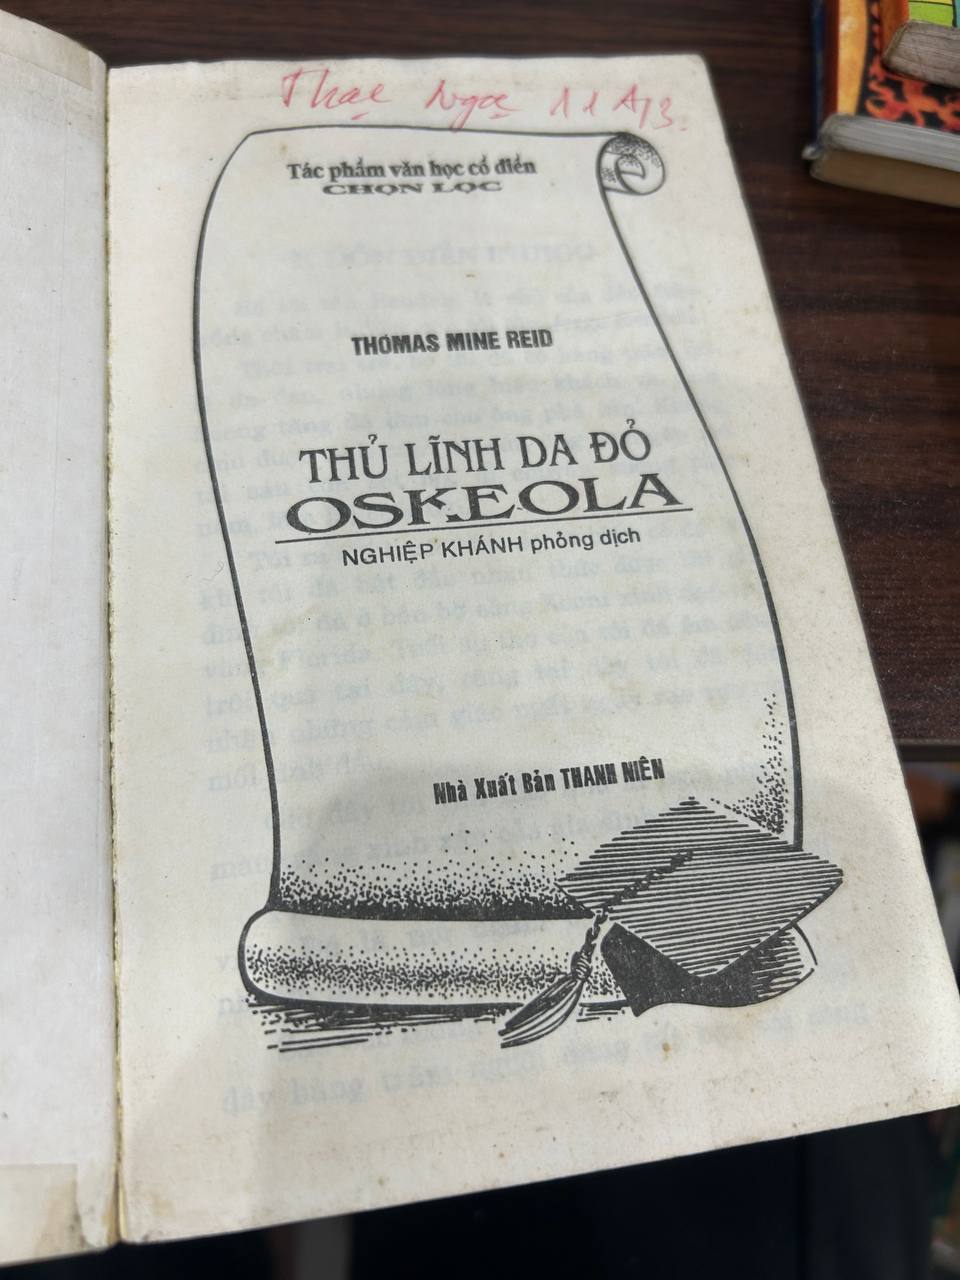 Thạc Ngọc 11A13.
Tác phẩm văn học cổ điển
CHỌN LỌC
THOMAS MINE REID
THỦ LĨNH DA ĐỎ
OSKEOLA
NGHIỆP KHÁNH phỏng dịch
Nhà Xuất Bản THANH NIÊN